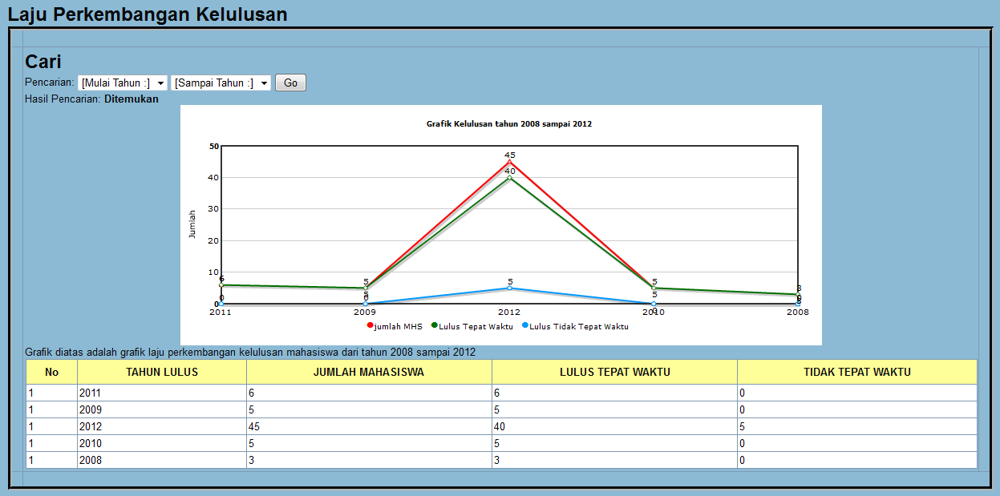 Laju Perkembangan Kelulusan
Cari
Pencarian: [Mulai Tahun :] [Sampai Tahun :] Go
Hasil Pencarian: Ditemukan
Grafik Kelulusan tahun 2008 sampai 2012
Jumlah
50
40
30
20
10
0
45
40
5
6
0
5
5
0
5
5
0
3
3
0
2011 2009 2012 2010 2008
jumlah MHS Lulus Tepat Waktu Lulus Tidak Tepat Waktu
Grafik diatas adalah grafik laju perkembangan kelulusan mahasiswa dari tahun 2008 sampai 2012
No TAHUN LULUS JUMLAH MAHASISWA LULUS TEPAT WAKTU TIDAK TEPAT WAKTU
1 2011 6 6 0
1 2009 5 5 0
1 2012 45 40 5
1 2010 5 5 0
1 2008 3 3 0